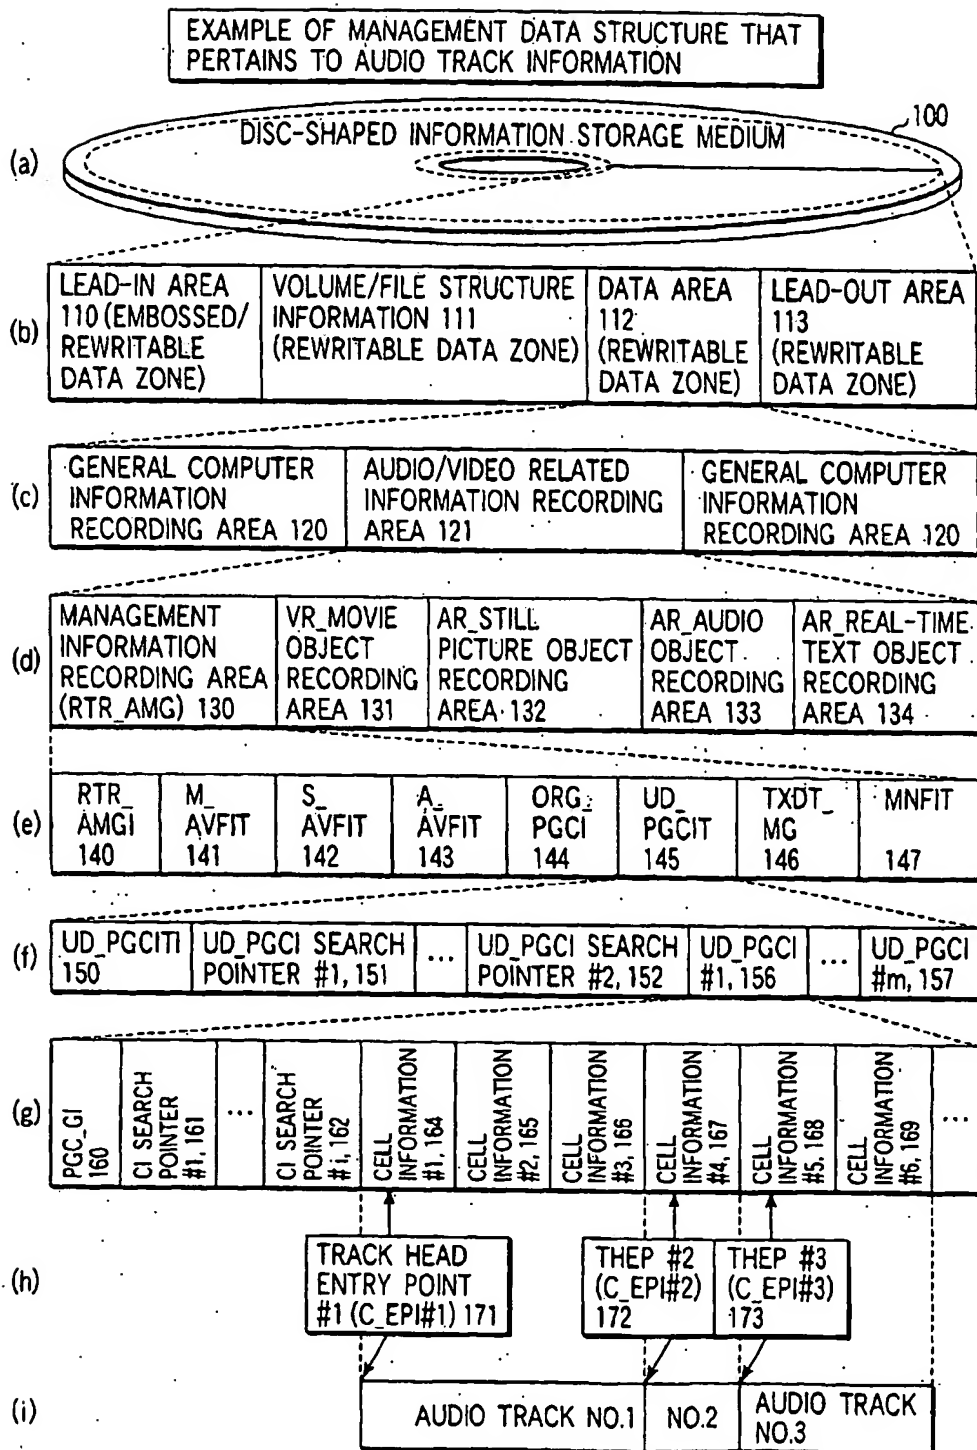 EXAMPLE OF MANAGEMENT DATA STRUCTURE THAT
PERTAINS TO AUDIO TRACK INFORMATION
100
(a)
DISC-SHAPED INFORMATION STORAGE MEDIUM
(b)
LEAD-IN AREA
110 (EMBOSSED/
REWRITABLE
DATA ZONE)
VOLUME/FILE STRUCTURE
INFORMATION 111
(REWRITABLE DATA ZONE)
DATA AREA
112
(REWRITABLE
DATA ZONE)
LEAD-OUT AREA
113
(REWRITABLE
DATA ZONE)
(c)
GENERAL COMPUTER
INFORMATION
RECORDING AREA 120
AUDIO/VIDEO RELATED
INFORMATION RECORDING
AREA 121
GENERAL COMPUTER
INFORMATION
RECORDING AREA 120
(d)
MANAGEMENT
INFORMATION
RECORDING AREA
(RTR_AMG) 130
VR_MOVIE
OBJECT
RECORDING
AREA 131
AR_STILL
PICTURE OBJECT
RECORDING
AREA 132
AR_AUDIO
OBJECT
RECORDING
AREA 133
AR_REAL-TIME
TEXT OBJECT
RECORDING
AREA 134
(e)
RTR_
AMGI
140
M_
AVFIT
141
S_
AVFIT
142
A_
AVFIT
143
ORG_
PGCI
144
UD_
PGCIT
145
TXDT_
MG
146
MNFIT
147
(f)
UD_PGCITI
150
UD_PGCI SEARCH
POINTER #1, 151
...
UD_PGCI SEARCH
POINTER #2, 152
UD_PGCI
#1, 156
...
UD_PGCI
#m, 157
(g)
PGC_GI
160
CI SEARCH
POINTER
#1, 161
...
CI SEARCH
POINTER
#i, 162
CELL
INFORMATION
#1, 164
CELL
INFORMATION
#2, 165
CELL
INFORMATION
#3, 166
CELL
INFORMATION
#4, 167
CELL
INFORMATION
#5, 168
CELL
INFORMATION
#6, 169
...
(h)
TRACK HEAD
ENTRY POINT
#1 (C_EPI#1) 171
THEP #2
(C_EPI#2)
172
THEP #3
(C_EPI#3)
173
(i)
AUDIO TRACK NO.1
NO.2
AUDIO TRACK
NO.3